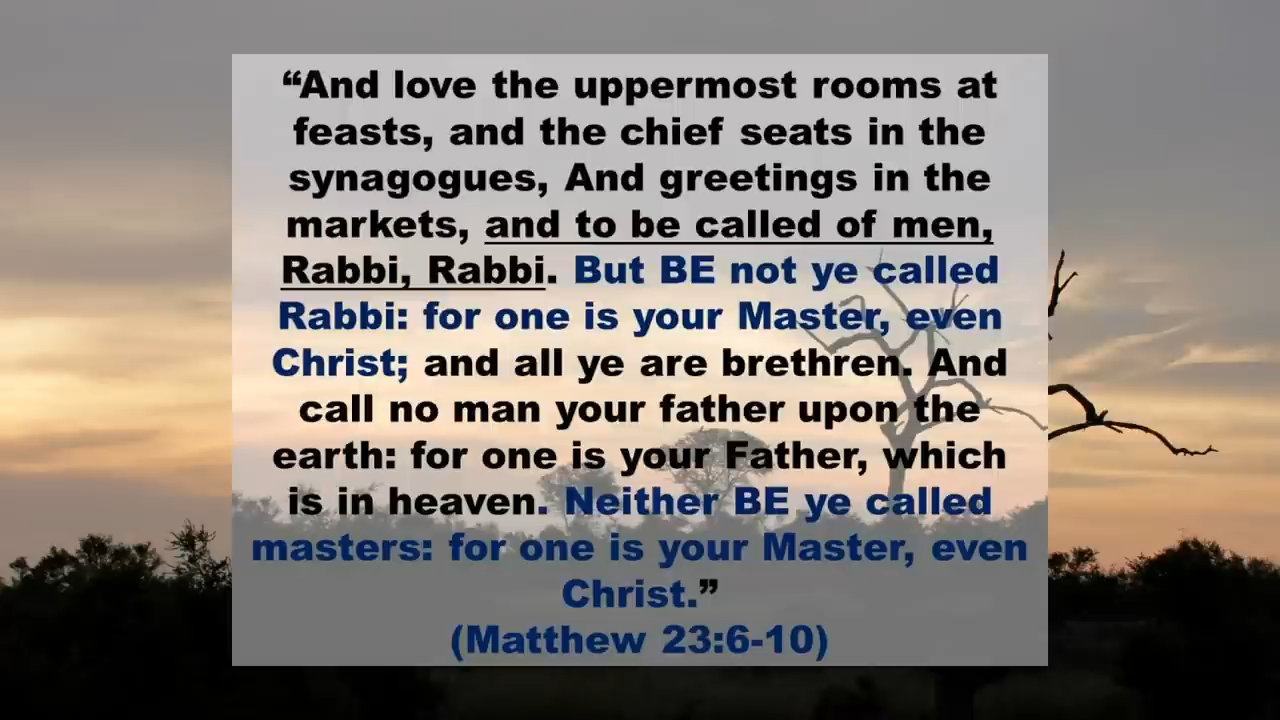 “And love the uppermost rooms at
feasts, and the chief seats in the
synagogues, And greetings in the
markets, and to be called of men,
Rabbi, Rabbi. But BE not ye called
Rabbi: for one is your Master, even
Christ; and all ye are brethren. And
call no man your father upon the
earth: for one is your Father, which
is in heaven. Neither BE ye called
masters: for one is your Master, even
Christ.”
(Matthew 23:6-10)